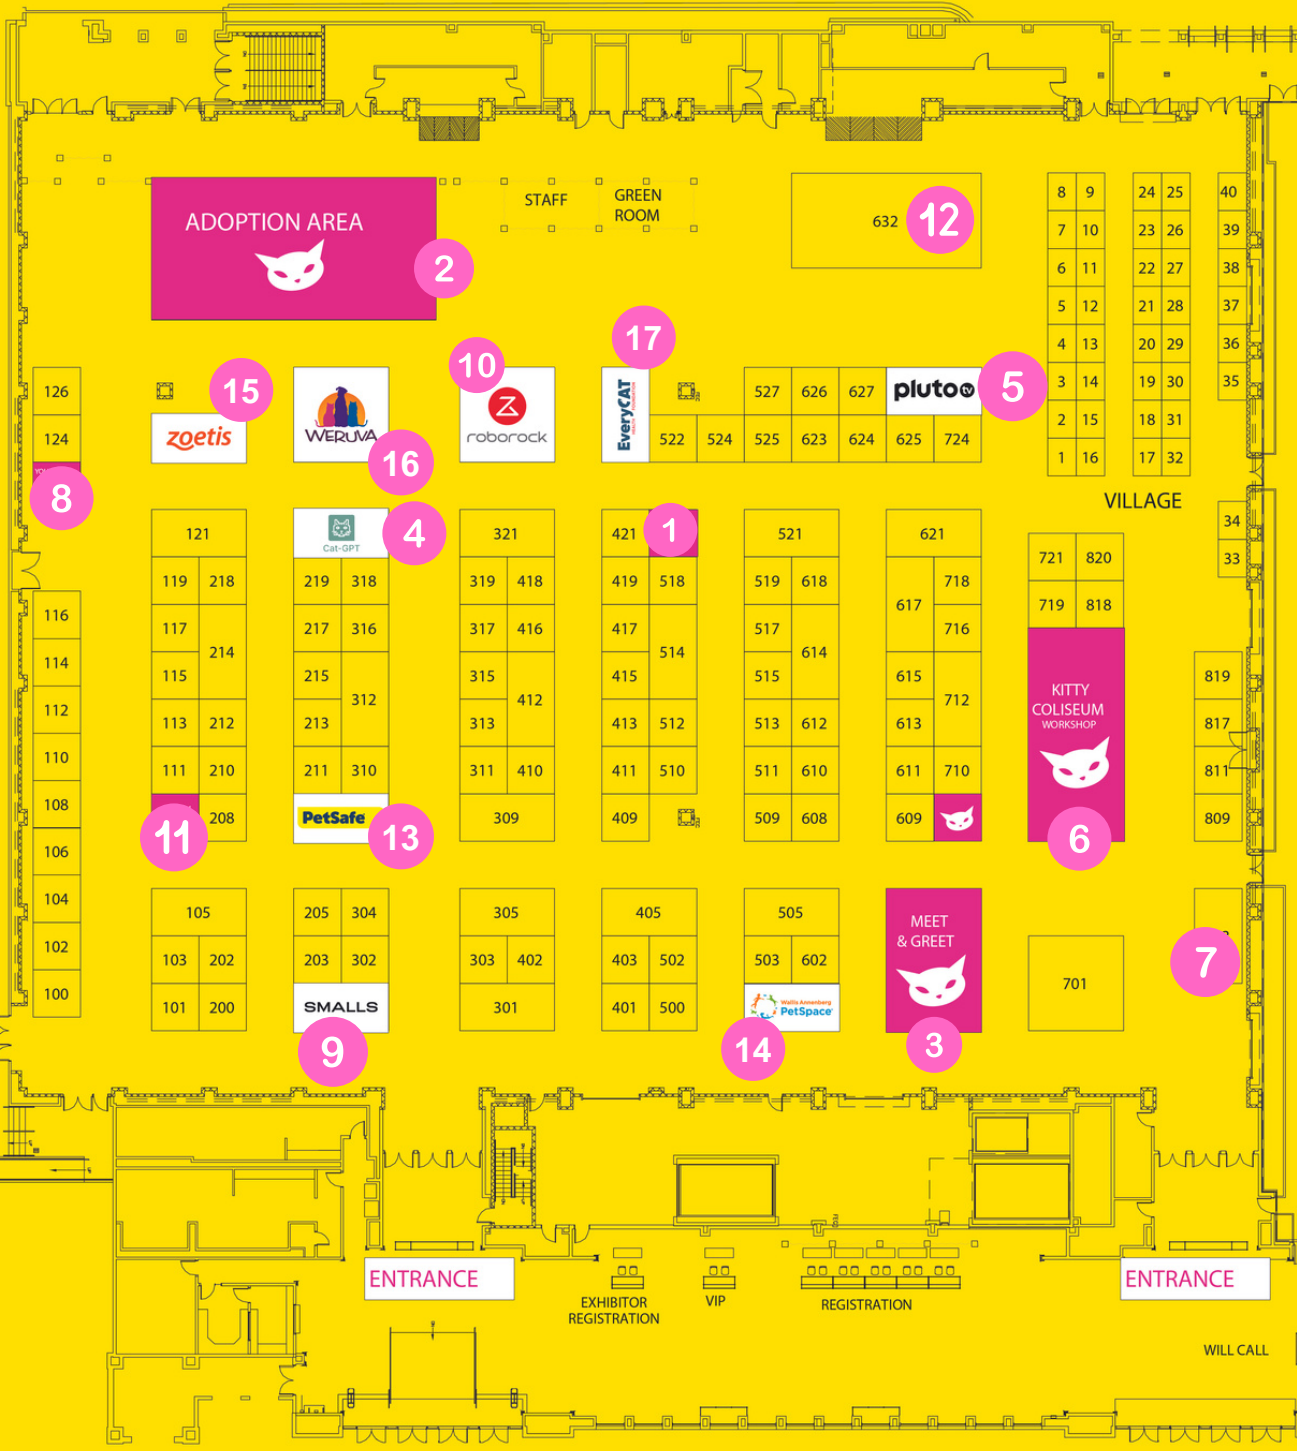 STAFF
GREEN
ROOM
ADOPTION AREA
2
632 12
8 9 24 25 40
7 10 23 26 39
6 11 22 27 38
5 12 21 28 37
4 13 20 29 36
3 14 19 30 35
2 15 18 31
1 16 17 32
VILLAGE
34
33
126
124
8
15
zoetis
WERUVA
16
10
roborock
17
EveryCAT
HEALTH FOUNDATION
527 626 627 pluto tv 5
522 524 525 623 624 625 724
121
119 218
117
214
115
113 212
111 210
11 208
4
Cat-GPT
219 318
217 316
215
312
213
211 310
PetSafe 13
321
319 418
317 416
315
412
313
311 410
309
421 1
419 518
417
514
415
413 512
411 510
409
521
519 618
517
614
515
513 612
511 610
509 608
621
718
617
716
615
712
613
611 710
609
721 820
719 818
KITTY
COLISEUM
WORKSHOP
6
819
817
811
809
116
114
112
110
108
106
104
102
100
105
103 202
101 200
205 304
203 302
SMALLS
9
305
303 402
301
405
403 502
401 500
505
503 602
Wallis Annenberg
PetSpace
14
MEET
& GREET
3
701
7
ENTRANCE
EXHIBITOR
REGISTRATION
VIP
REGISTRATION
ENTRANCE
WILL CALL